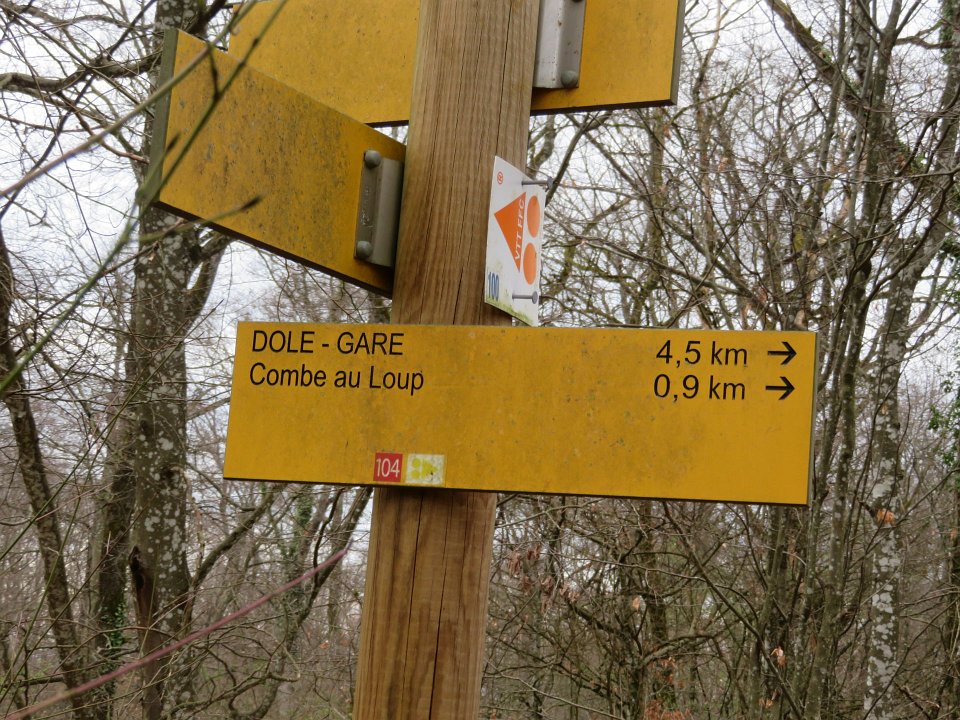 VTT FFC
100
DOLE - GARE 4,5 km →
Combe au Loup 0,9 km →
104